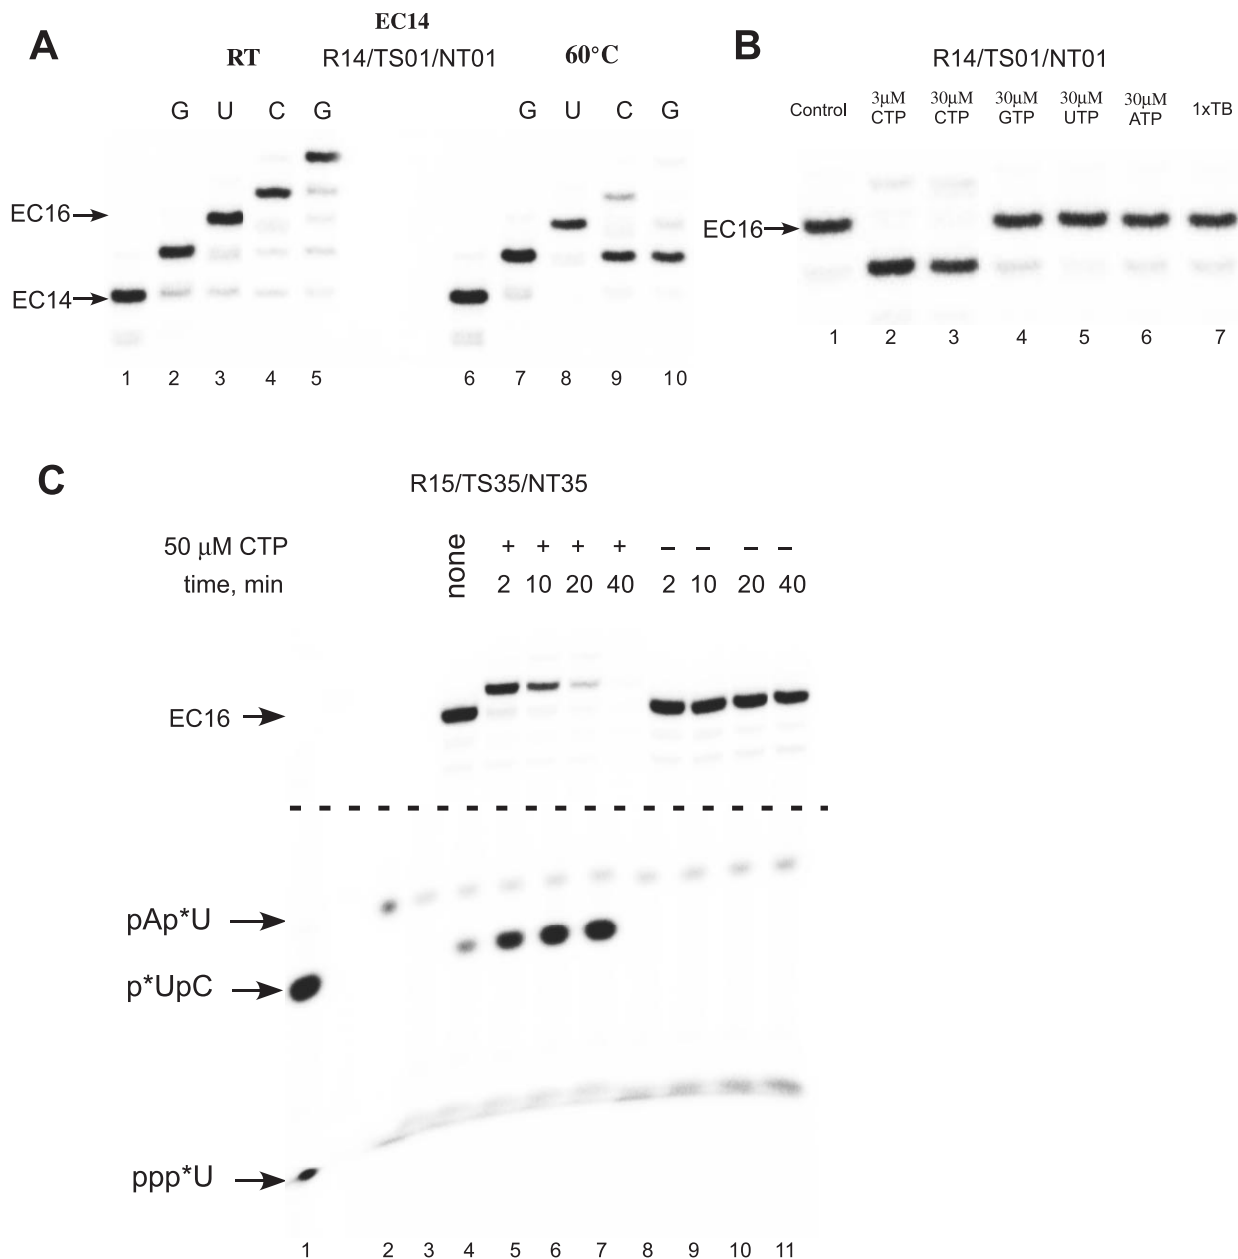 A
EC14
RT
R14/TS01/NT01
60°C
G U C G
G U C G
EC16
EC14
1 2 3 4 5 6 7 8 9 10
B
R14/TS01/NT01
Control
3µM CTP
30µM CTP
30µM GTP
30µM UTP
30µM ATP
1xTB
EC16
1 2 3 4 5 6 7
C
R15/TS35/NT35
50 µM CTP none + + + + – – – –
time, min 2 10 20 40 2 10 20 40
EC16
pAp*U
p*UpC
ppp*U
1 2 3 4 5 6 7 8 9 10 11